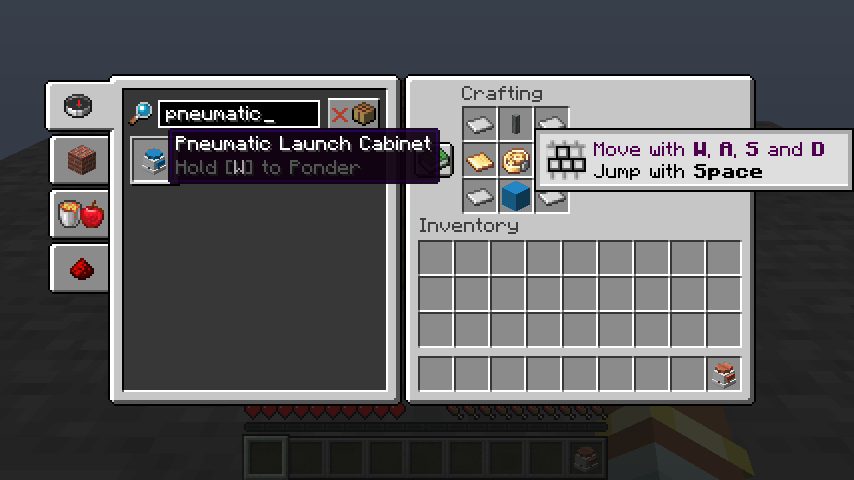 Crafting
pneumatic_
Pneumatic Launch Cabinet
Hold [W] to Ponder
Move with W, A, S and D
Jump with Space
Inventory